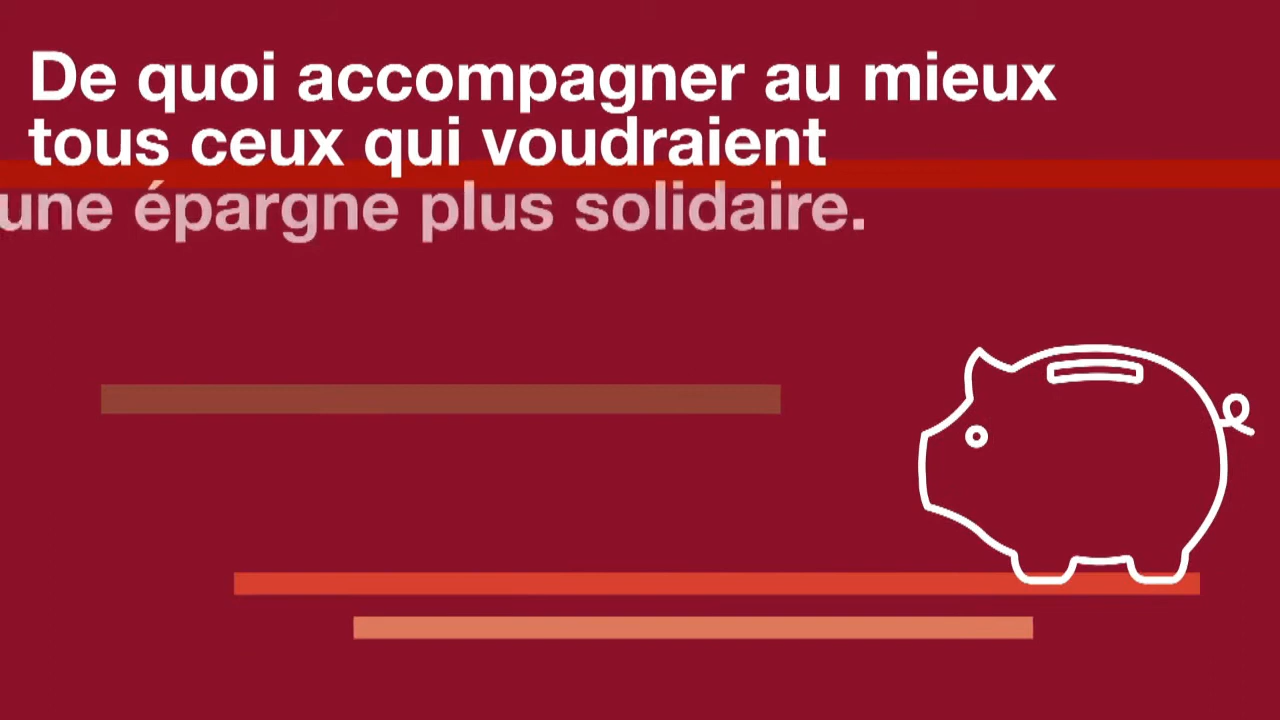 De quoi accompagner au mieux
tous ceux qui voudraient
une épargne plus solidaire.